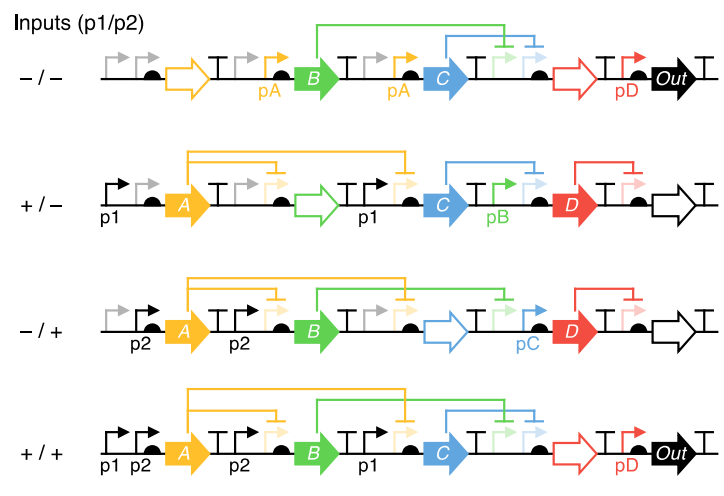 Inputs (p1/p2)
– / –
B C Out
pA pA pD
+ / –
A C D
p1 p1 pB
– / +
A B D
p2 p2 pC
+ / +
A B C Out
p1 p2 p2 p1 pD